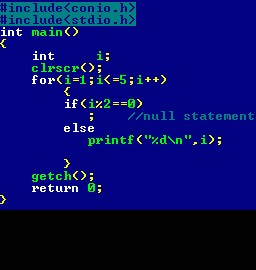 #include<conio.h>
#include<stdio.h>
int main()
{
int i;
clrscr();
for(i=1;i<=5;i++)
{
if(i%2==0)
; //null statement
else
printf("%d\n",i);
}
getch();
return 0;
}